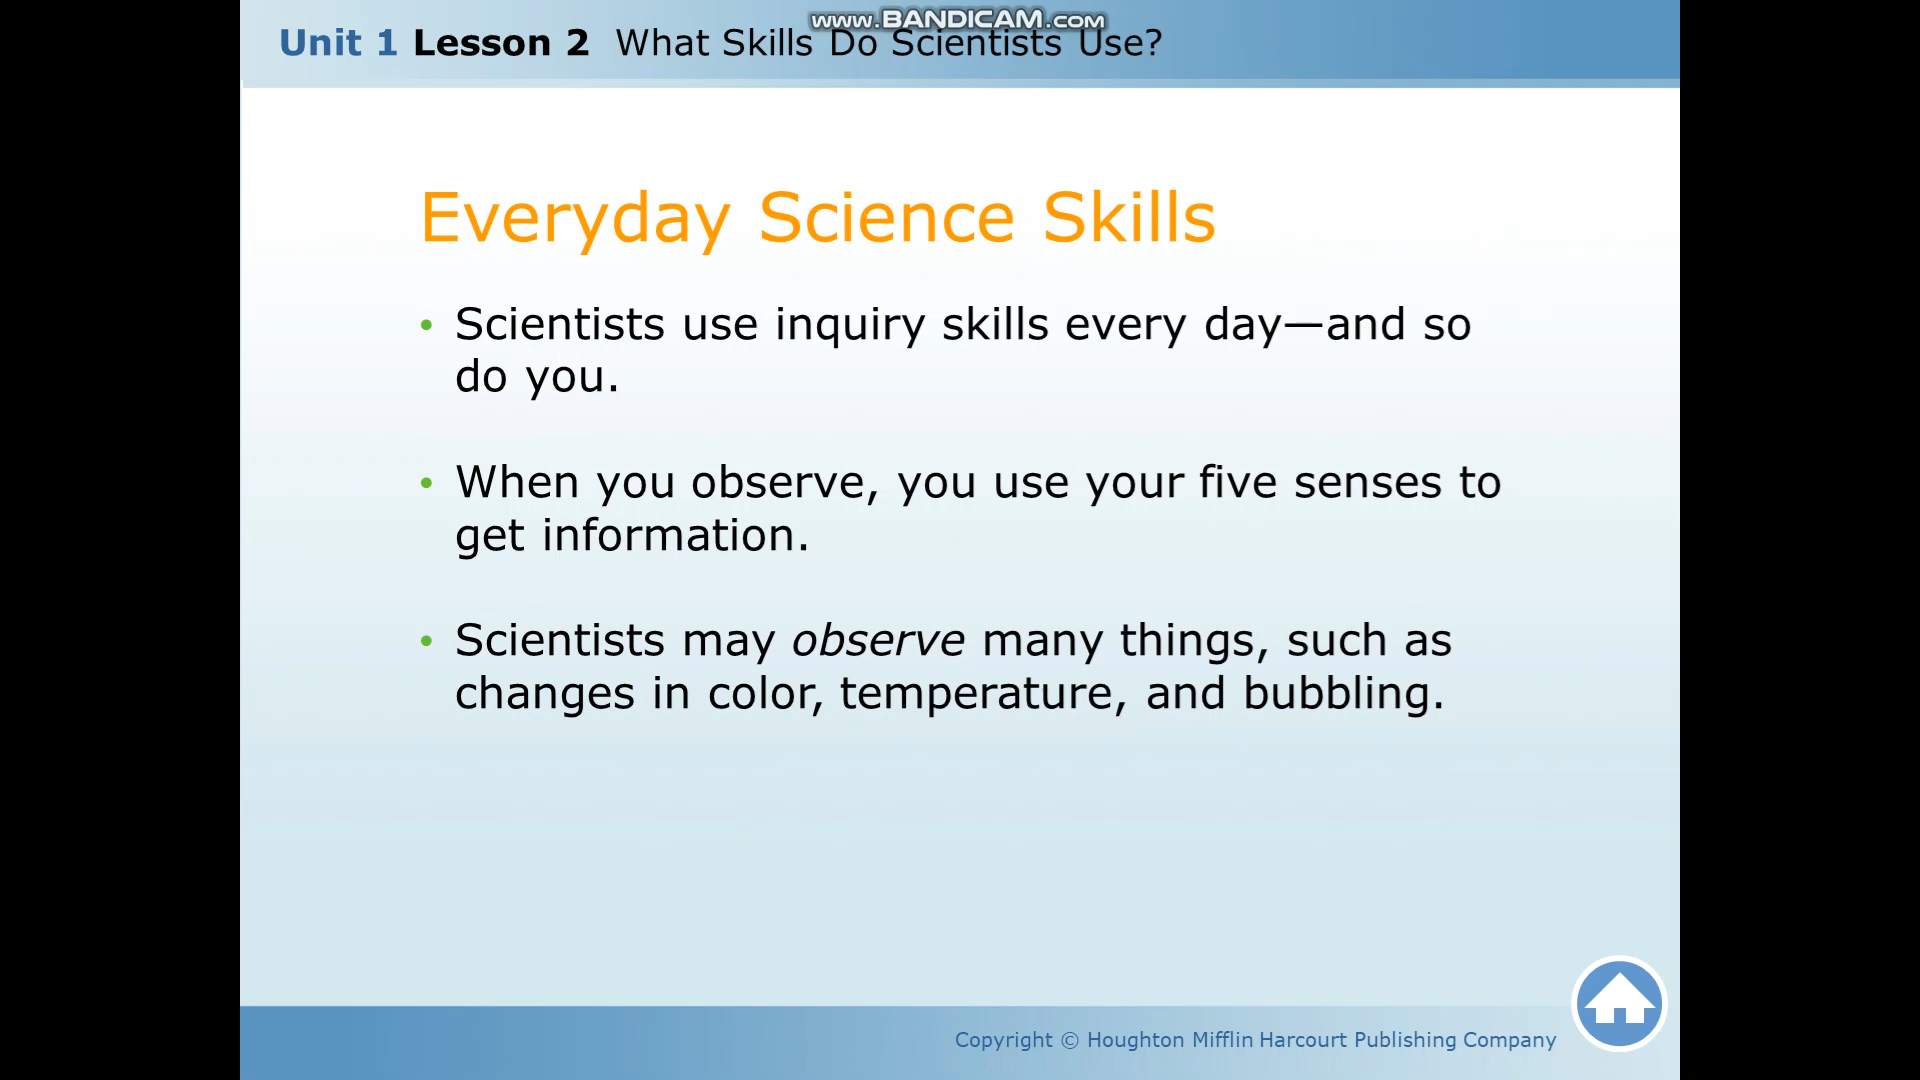 www.BANDICAM.com
Unit 1 Lesson 2 What Skills Do Scientists Use?
Everyday Science Skills
• Scientists use inquiry skills every day—and so
do you.
• When you observe, you use your five senses to
get information.
• Scientists may observe many things, such as
changes in color, temperature, and bubbling.
Copyright © Houghton Mifflin Harcourt Publishing Company